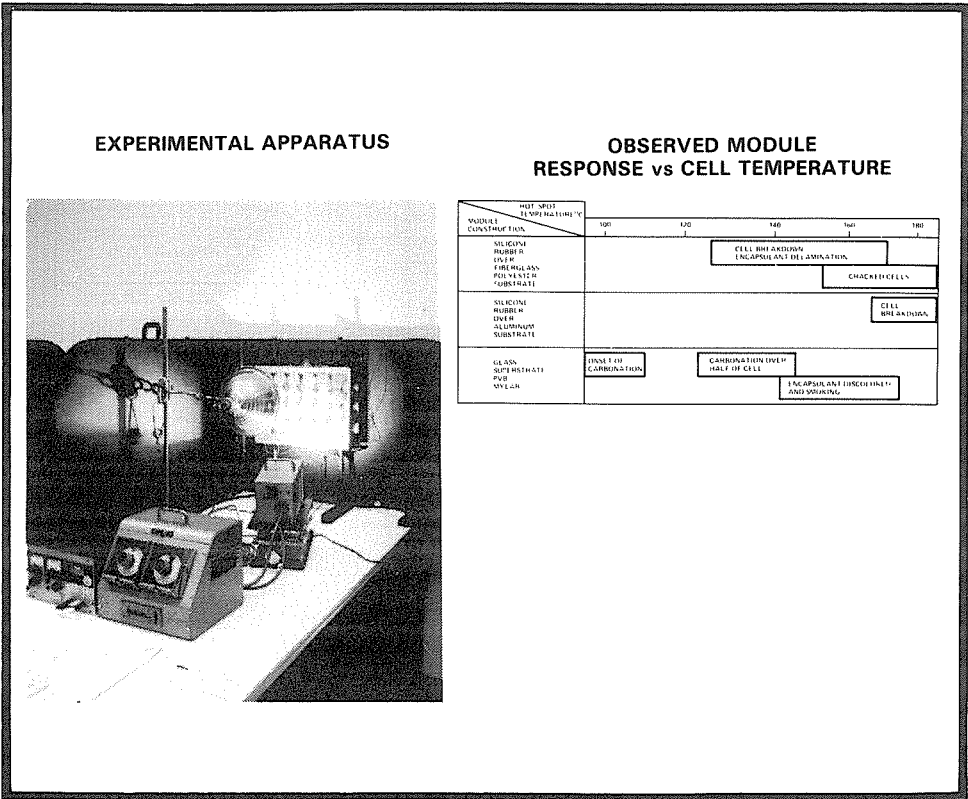 EXPERIMENTAL APPARATUS
OBSERVED MODULE
RESPONSE vs CELL TEMPERATURE
HOT SPOT
TEMPERATURE °C
MODULE
CONSTRUCTION
100 120 140 160 180
SILICONE
RUBBER
OVER
FIBERGLASS
POLYESTER
SUBSTRATE
CELL BREAKDOWN
ENCAPSULANT DELAMINATION
CRACKED CELLS
SILICONE
RUBBER
OVER
ALUMINUM
SUBSTRATE
CELL
BREAKDOWN
GLASS
SUPERSTRATE
PVB
MYLAR
ONSET OF
CARBONATION
CARBONATION OVER
HALF OF CELL
ENCAPSULANT DISCOLORED
AND SMOKING